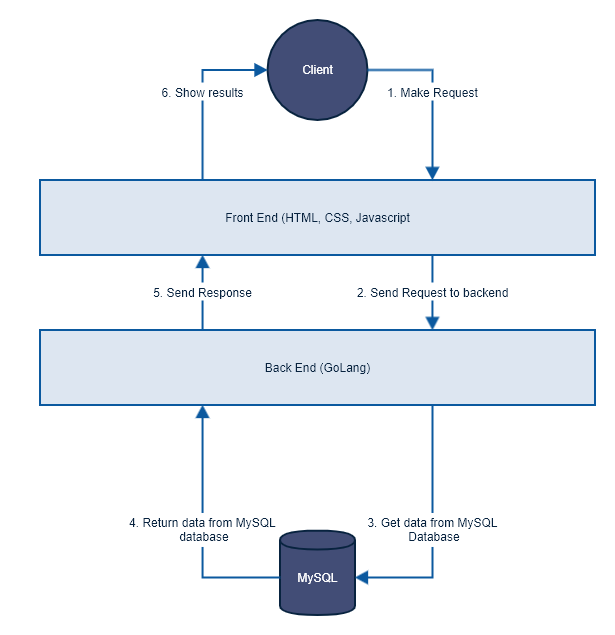 Client
6. Show results
1. Make Request
Front End (HTML, CSS, Javascript
5. Send Response
2. Send Request to backend
Back End (GoLang)
4. Return data from MySQL
database
3. Get data from MySQL
Database
MySQL